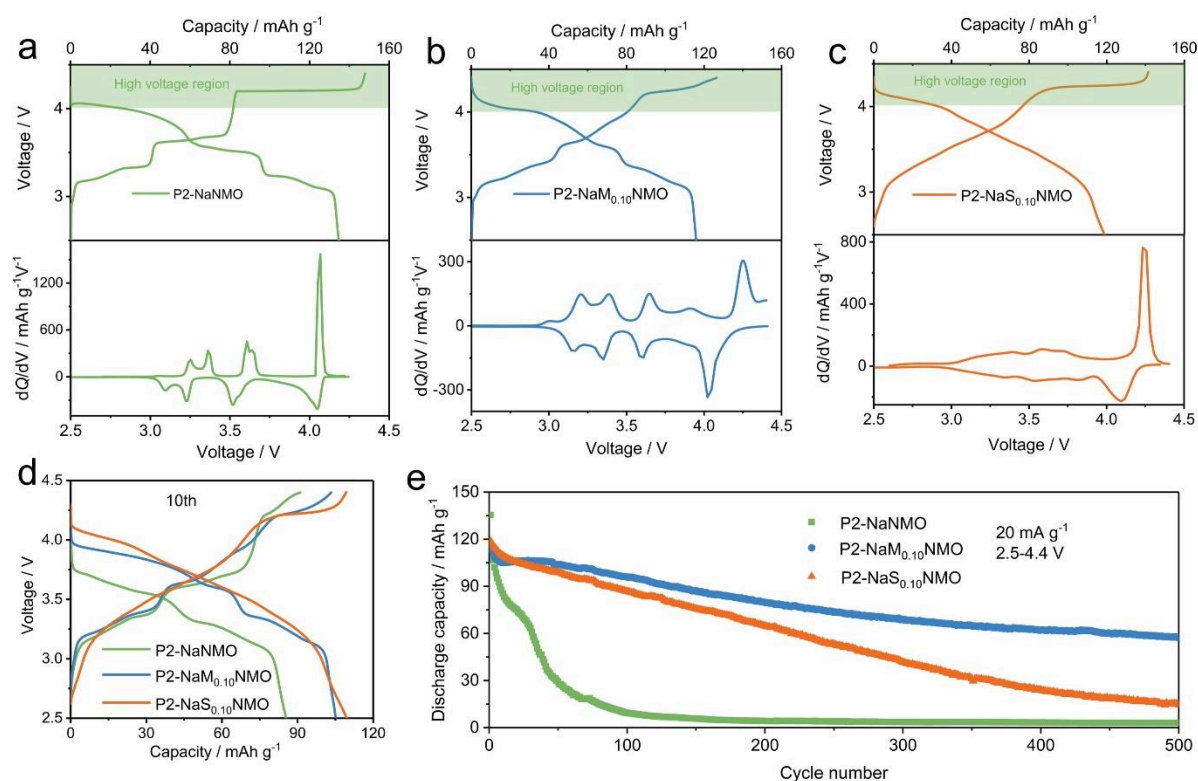 a
Capacity / mAh g⁻¹
0 40 80 120 160
High voltage region
4
3
Voltage / V
P2-NaNMO
1200
600
0
dQ/dV / mAh g⁻¹V⁻¹
2.5 3.0 3.5 4.0 4.5
Voltage / V
b
Capacity / mAh g⁻¹
0 40 80 120 160
High voltage region
4
3
Voltage / V
P2-NaM₀.₁₀NMO
300
0
-300
dQ/dV / mAh g⁻¹V⁻¹
2.5 3.0 3.5 4.0 4.5
Voltage / V
c
Capacity / mAh g⁻¹
0 40 80 120 160
High voltage region
4
3
Voltage / V
P2-NaS₀.₁₀NMO
800
400
0
dQ/dV / mAh g⁻¹V⁻¹
2.5 3.0 3.5 4.0 4.5
Voltage / V
d
10th
4.5
4.0
3.5
3.0
2.5
Voltage / V
P2-NaNMO
P2-NaM₀.₁₀NMO
P2-NaS₀.₁₀NMO
0 30 60 90 120
Capacity / mAh g⁻¹
e
150
120
90
60
30
0
Discharge capacity / mAh g⁻¹
P2-NaNMO
P2-NaM₀.₁₀NMO
P2-NaS₀.₁₀NMO
20 mA g⁻¹
2.5-4.4 V
0 100 200 300 400 500
Cycle number